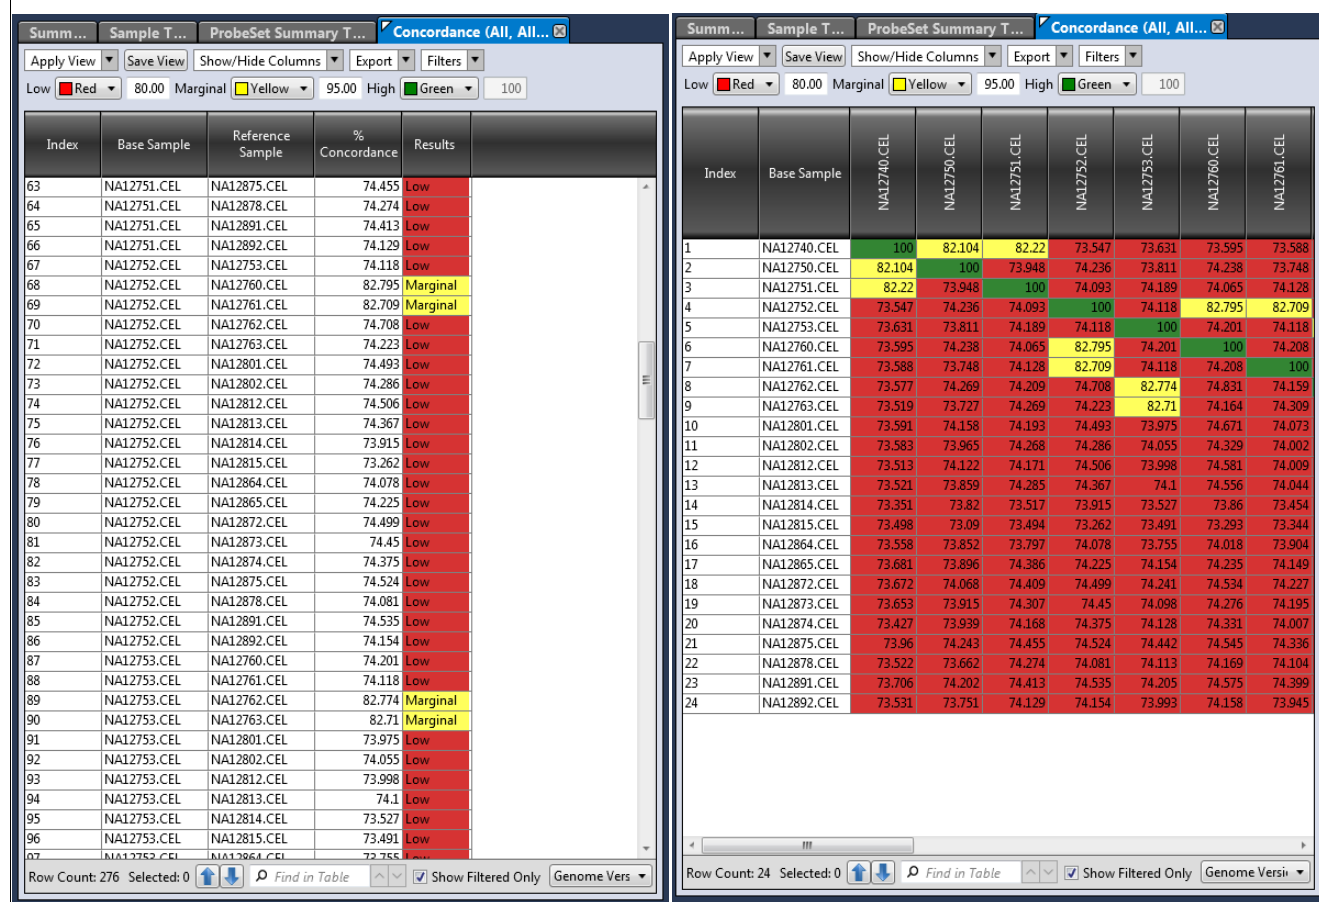 Summ... Sample T... ProbeSet Summary T... Concordance (All, All...
Apply View Save View Show/Hide Columns Export Filters
Low Red 80.00 Marginal Yellow 95.00 High Green 100
Index Base Sample Reference Sample % Concordance Results
63 NA12751.CEL NA12875.CEL 74.455 Low
64 NA12751.CEL NA12878.CEL 74.274 Low
65 NA12751.CEL NA12891.CEL 74.413 Low
66 NA12751.CEL NA12892.CEL 74.129 Low
67 NA12752.CEL NA12753.CEL 74.118 Low
68 NA12752.CEL NA12760.CEL 82.795 Marginal
69 NA12752.CEL NA12761.CEL 82.709 Marginal
70 NA12752.CEL NA12762.CEL 74.708 Low
71 NA12752.CEL NA12763.CEL 74.223 Low
72 NA12752.CEL NA12801.CEL 74.493 Low
73 NA12752.CEL NA12802.CEL 74.286 Low
74 NA12752.CEL NA12812.CEL 74.506 Low
75 NA12752.CEL NA12813.CEL 74.367 Low
76 NA12752.CEL NA12814.CEL 73.915 Low
77 NA12752.CEL NA12815.CEL 73.262 Low
78 NA12752.CEL NA12864.CEL 74.078 Low
79 NA12752.CEL NA12865.CEL 74.225 Low
80 NA12752.CEL NA12872.CEL 74.499 Low
81 NA12752.CEL NA12873.CEL 74.45 Low
82 NA12752.CEL NA12874.CEL 74.375 Low
83 NA12752.CEL NA12875.CEL 74.524 Low
84 NA12752.CEL NA12878.CEL 74.081 Low
85 NA12752.CEL NA12891.CEL 74.535 Low
86 NA12752.CEL NA12892.CEL 74.154 Low
87 NA12753.CEL NA12760.CEL 74.201 Low
88 NA12753.CEL NA12761.CEL 74.118 Low
89 NA12753.CEL NA12762.CEL 82.774 Marginal
90 NA12753.CEL NA12763.CEL 82.71 Marginal
91 NA12753.CEL NA12801.CEL 73.975 Low
92 NA12753.CEL NA12802.CEL 74.055 Low
93 NA12753.CEL NA12812.CEL 73.998 Low
94 NA12753.CEL NA12813.CEL 74.1 Low
95 NA12753.CEL NA12814.CEL 73.527 Low
96 NA12753.CEL NA12815.CEL 73.491 Low
97 NA12753.CEL NA12864.CEL 73.755 Low
Row Count: 276 Selected: 0 Find in Table Show Filtered Only Genome Vers
Summ... Sample T... ProbeSet Summary T... Concordance (All, All...
Apply View Save View Show/Hide Columns Export Filters
Low Red 80.00 Marginal Yellow 95.00 High Green 100
Index Base Sample NA12740.CEL NA12750.CEL NA12751.CEL NA12752.CEL NA12753.CEL NA12760.CEL NA12761.CEL
1 NA12740.CEL 100 82.104 82.22 73.547 73.631 73.595 73.588
2 NA12750.CEL 82.104 100 73.948 74.236 73.811 74.238 73.748
3 NA12751.CEL 82.22 73.948 100 74.093 74.189 74.065 74.128
4 NA12752.CEL 73.547 74.236 74.093 100 74.118 82.795 82.709
5 NA12753.CEL 73.631 73.811 74.189 74.118 100 74.201 74.118
6 NA12760.CEL 73.595 74.238 74.065 82.795 74.201 100 74.208
7 NA12761.CEL 73.588 73.748 74.128 82.709 74.118 74.208 100
8 NA12762.CEL 73.577 74.269 74.209 74.708 82.774 74.831 74.159
9 NA12763.CEL 73.519 73.727 74.269 74.223 82.71 74.164 74.309
10 NA12801.CEL 73.591 74.158 74.193 74.493 73.975 74.671 74.073
11 NA12802.CEL 73.583 73.965 74.268 74.286 74.055 74.329 74.002
12 NA12812.CEL 73.513 74.122 74.171 74.506 73.998 74.581 74.009
13 NA12813.CEL 73.521 73.859 74.285 74.367 74.1 74.556 74.044
14 NA12814.CEL 73.351 73.82 73.517 73.915 73.527 73.86 73.454
15 NA12815.CEL 73.498 73.09 73.494 73.262 73.491 73.293 73.344
16 NA12864.CEL 73.558 73.852 73.797 74.078 73.755 74.018 73.904
17 NA12865.CEL 73.681 73.896 74.386 74.225 74.154 74.235 74.149
18 NA12872.CEL 73.672 74.068 74.409 74.499 74.241 74.534 74.227
19 NA12873.CEL 73.653 73.915 74.307 74.45 74.098 74.276 74.195
20 NA12874.CEL 73.427 73.939 74.168 74.375 74.128 74.331 74.007
21 NA12875.CEL 73.96 74.243 74.455 74.524 74.442 74.545 74.336
22 NA12878.CEL 73.522 73.662 74.274 74.081 74.113 74.169 74.104
23 NA12891.CEL 73.706 74.202 74.413 74.535 74.205 74.575 74.399
24 NA12892.CEL 73.531 73.751 74.129 74.154 73.993 74.158 73.945
Row Count: 24 Selected: 0 Find in Table Show Filtered Only Genome Versi